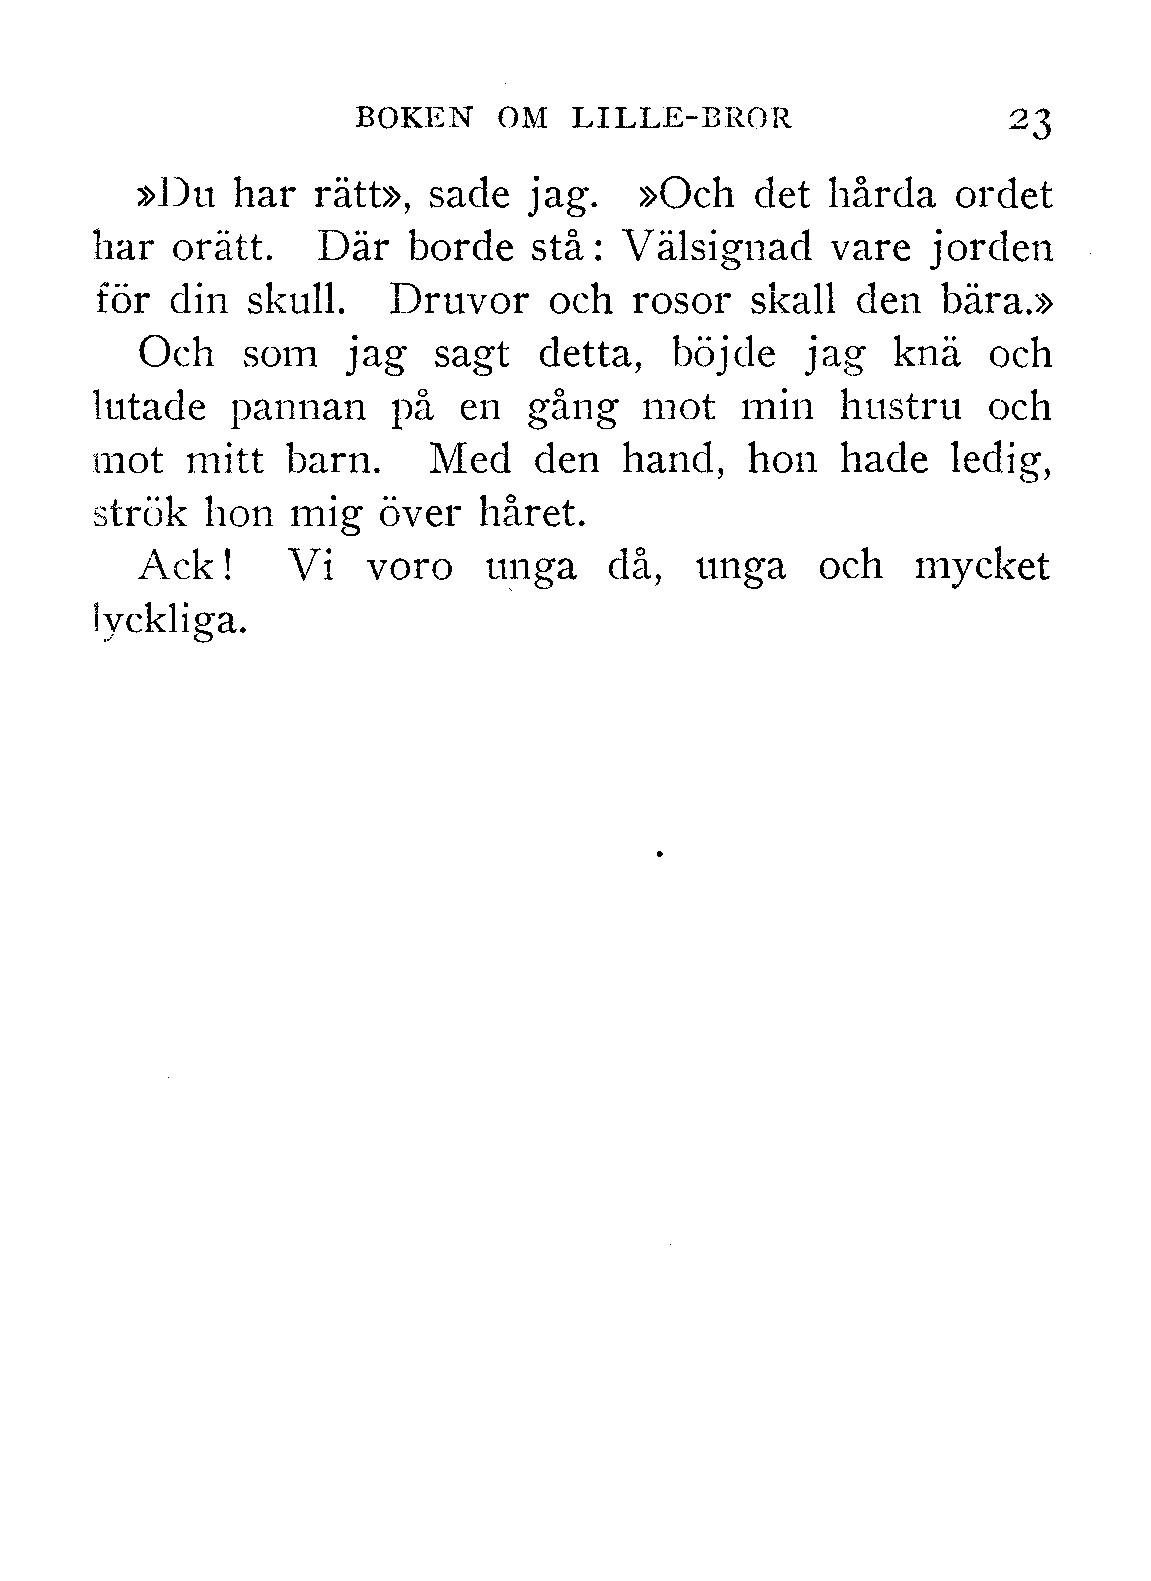 BOKEN OM LILLE-BROR 23
»Du har rätt», sade jag. »Och det hårda ordet
har orätt. Där borde stå: Välsignad vare jorden
för din skull. Druvor och rosor skall den bära.»
Och som jag sagt detta, böjde jag knä och
lutade pannan på en gång mot min hustru och
mot mitt barn. Med den hand, hon hade ledig,
strök hon mig över håret.
Ack! Vi voro unga då, unga och mycket
lyckliga.